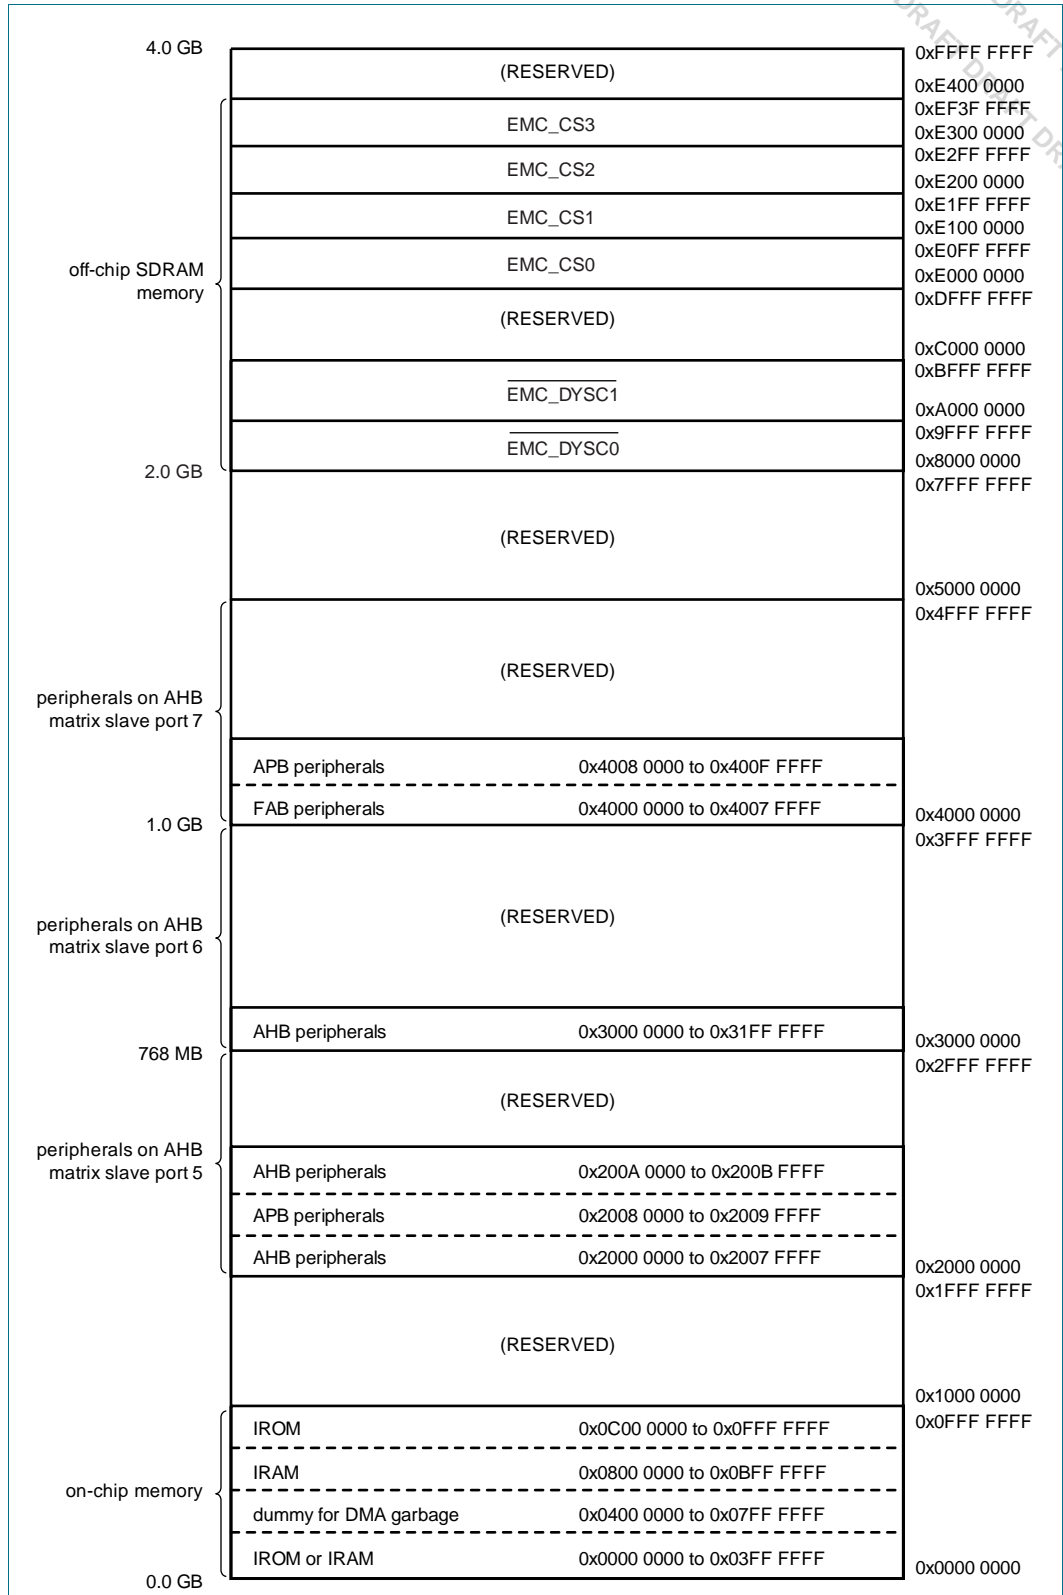 DRAFT DRAFT DRAFT DRA
DRAFT
4.0 GB
0xFFFF FFFF
(RESERVED)
0xE400 0000
0xEF3F FFFF
EMC_CS3
0xE300 0000
0xE2FF FFFF
EMC_CS2
0xE200 0000
0xE1FF FFFF
EMC_CS1
0xE100 0000
0xE0FF FFFF
EMC_CS0
off-chip SDRAM
memory
0xE000 0000
0xDFFF FFFF
(RESERVED)
0xC000 0000
0xBFFF FFFF
EMC_DYSC1
0xA000 0000
0x9FFF FFFF
EMC_DYSC0
0x8000 0000
2.0 GB
0x7FFF FFFF
(RESERVED)
0x5000 0000
0x4FFF FFFF
(RESERVED)
peripherals on AHB
matrix slave port 7
APB peripherals 0x4008 0000 to 0x400F FFFF
FAB peripherals 0x4000 0000 to 0x4007 FFFF
0x4000 0000
1.0 GB
0x3FFF FFFF
(RESERVED)
peripherals on AHB
matrix slave port 6
AHB peripherals 0x3000 0000 to 0x31FF FFFF
0x3000 0000
768 MB
0x2FFF FFFF
(RESERVED)
peripherals on AHB
matrix slave port 5
AHB peripherals 0x200A 0000 to 0x200B FFFF
APB peripherals 0x2008 0000 to 0x2009 FFFF
AHB peripherals 0x2000 0000 to 0x2007 FFFF
0x2000 0000
0x1FFF FFFF
(RESERVED)
0x1000 0000
0x0FFF FFFF
IROM 0x0C00 0000 to 0x0FFF FFFF
IRAM 0x0800 0000 to 0x0BFF FFFF
on-chip memory
dummy for DMA garbage 0x0400 0000 to 0x07FF FFFF
IROM or IRAM 0x0000 0000 to 0x03FF FFFF
0x0000 0000
0.0 GB